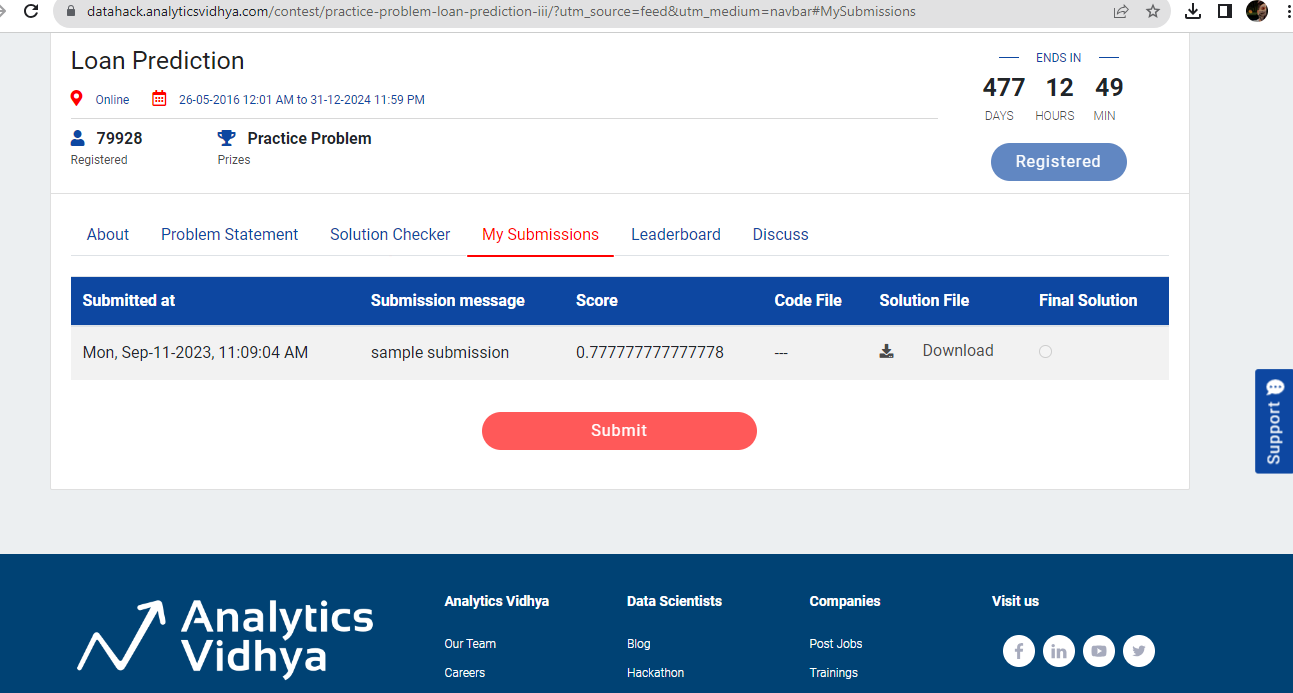 datahack.analyticsvidhya.com/contest/practice-problem-loan-prediction-iii/?utm_source=feed&utm_medium=navbar#MySubmissions
Loan Prediction
Online 26-05-2016 12:01 AM to 31-12-2024 11:59 PM
ENDS IN
477 12 49
DAYS HOURS MIN
79928 Practice Problem
Registered Prizes
Registered
About Problem Statement Solution Checker My Submissions Leaderboard Discuss
Submitted at Submission message Score Code File Solution File Final Solution
Mon, Sep-11-2023, 11:09:04 AM sample submission 0.777777777777778 --- Download
Submit
Support
Analytics Vidhya
Analytics Vidhya Data Scientists Companies Visit us
Our Team Blog Post Jobs
Careers Hackathon Trainings